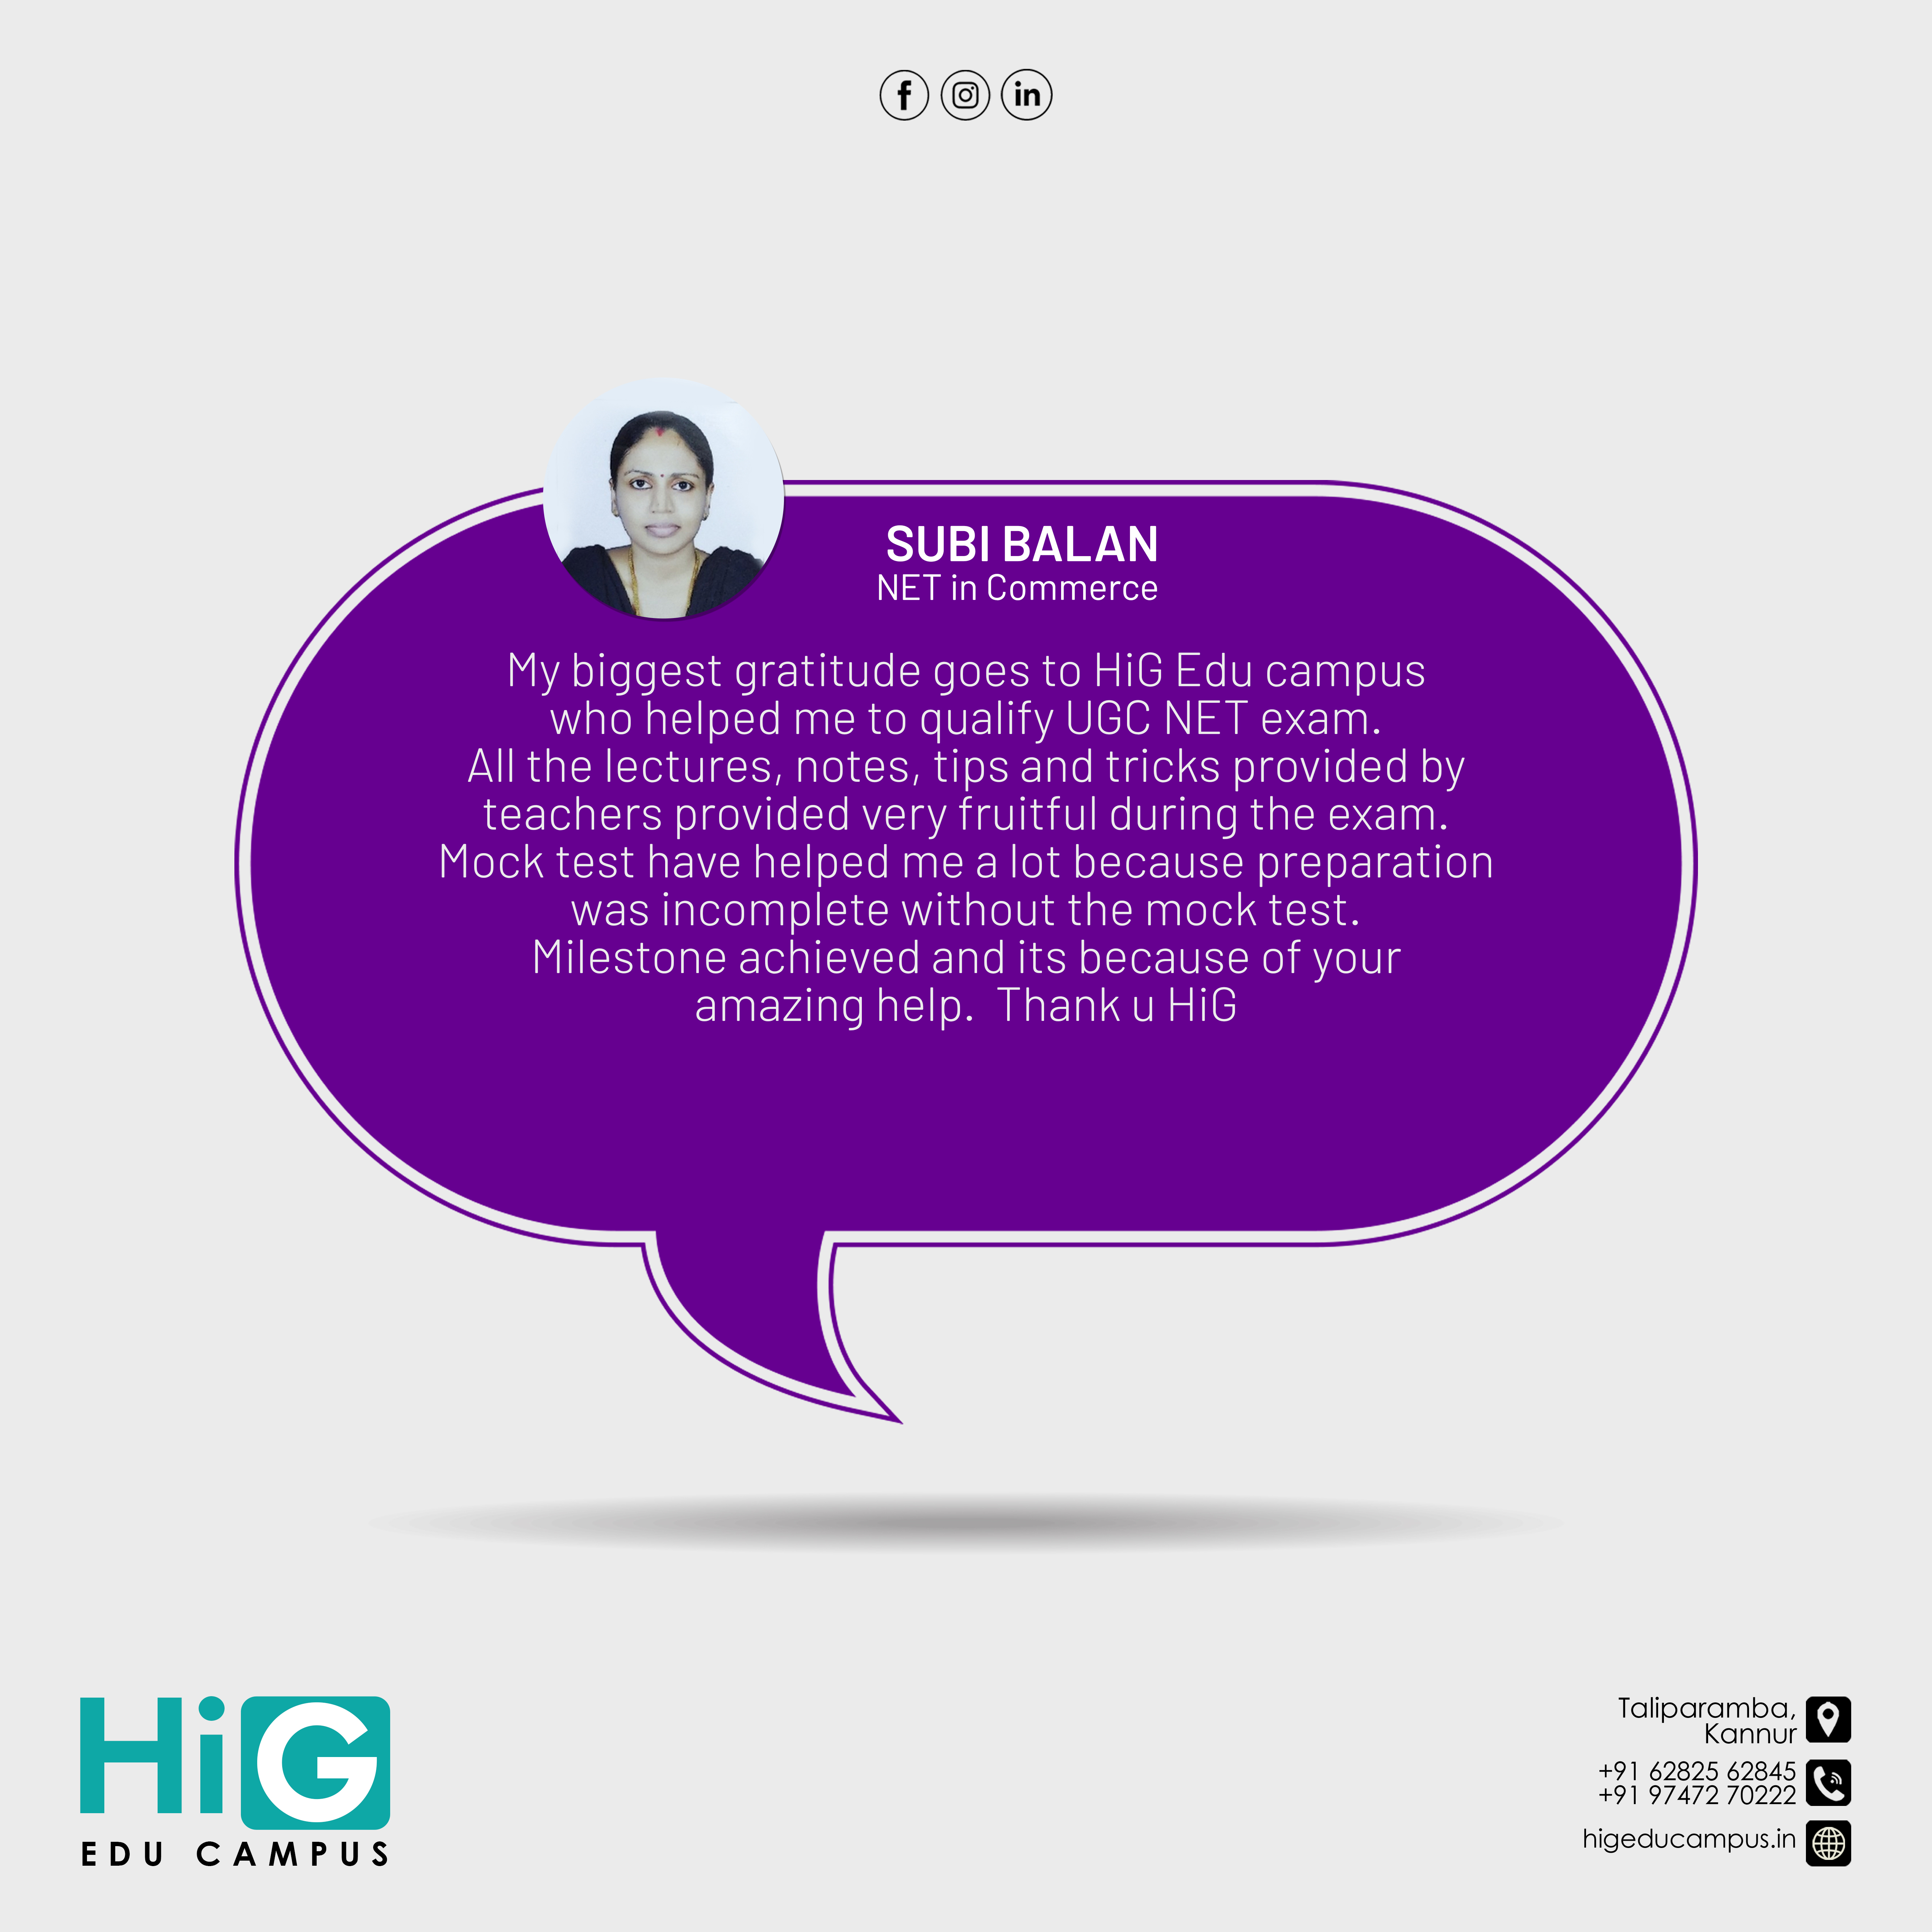 f
in
SUBI BALAN
NET in Commerce
My biggest gratitude goes to HiG Edu campus
who helped me to qualify UGC NET exam.
All the lectures, notes, tips and tricks provided by
teachers provided very fruitful during the exam.
Mock test have helped me a lot because preparation
was incomplete without the mock test.
Milestone achieved and its because of your
amazing help.  Thank u HiG
HiG
EDU CAMPUS
Taliparamba,
Kannur
+91 62825 62845
+91 97472 70222
higeducampus.in